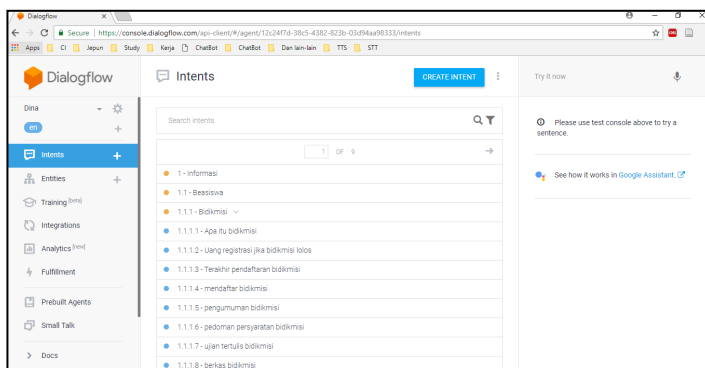 Dialogflow
Secure | https://console.dialogflow.com/api-client/#/agent/12c24f7d-38c5-4382-823b-03d94aa98333/intents
Apps CI Jepun Study Kerja ChatBot ChatBot Dan lain-lain TTS STT
Dialogflow
Intents
CREATE INTENT
Try it now
Dina
en
Search intents
Please use test console above to try a
sentence.
Intents
1 OF 9
Entities
1 - Informasi
See how it works in Google Assistant.
Training [beta]
1.1 - Beasiswa
Integrations
1.1.1 - Bidikmisi
1.1.1.1 - Apa itu bidikmisi
Analytics [new]
1.1.1.2 - Uang registrasi jika bidikmisi lolos
Fulfillment
1.1.1.3 - Terakhir pendaftaran bidikmisi
1.1.1.4 - mendaftar bidikmisi
Prebuilt Agents
1.1.1.5 - pengumuman bidikmisi
Small Talk
1.1.1.6 - pedoman persyaratan bidikmisi
1.1.1.7 - ujian tertulis bidikmisi
Docs
1.1.1.8 - berkas bidikmisi